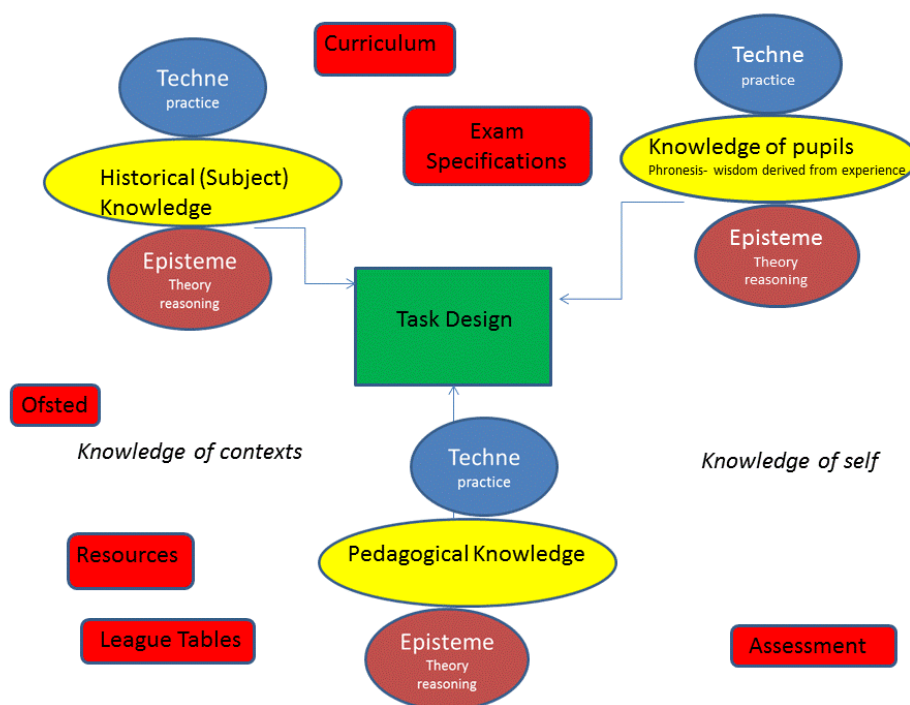 Curriculum
Techne
practice
Techne
practice
Exam
Specifications
Historical (Subject)
Knowledge
Knowledge of pupils
Phronesis- wisdom derived from experience
Episteme
Theory
reasoning
Episteme
Theory
reasoning
Task Design
Ofsted
Knowledge of contexts
Techne
practice
Knowledge of self
Resources
Pedagogical Knowledge
League Tables
Episteme
Theory
reasoning
Assessment